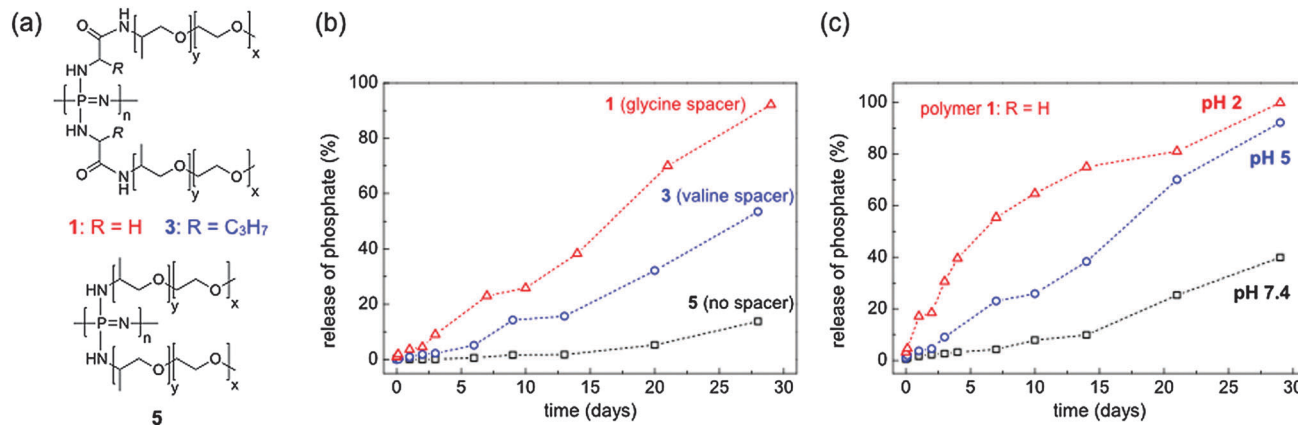 (a)
O
H
N
O
O
y
x
R
HN
P=N
n
HN
R
O
N
H
O
O
y
x
1: R = H 3: R = C3H7
HN
O
O
y
x
P=N
n
HN
O
O
y
x
5
(b)
release of phosphate (%)
100
80
60
40
20
0
1 (glycine spacer)
3 (valine spacer)
5 (no spacer)
0 5 10 15 20 25 30
time (days)
(c)
release of phosphate (%)
100
80
60
40
20
0
polymer 1: R = H
pH 2
pH 5
pH 7.4
0 5 10 15 20 25 30
time (days)